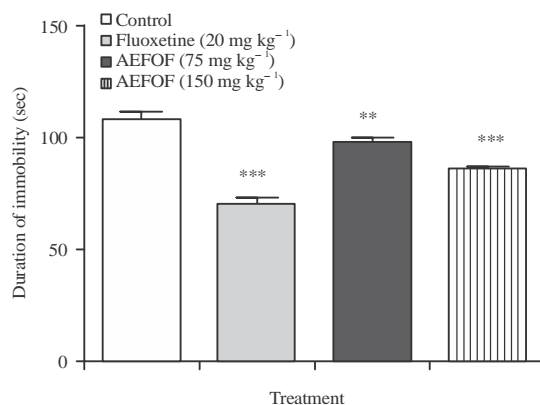 Control
Fluoxetine (20 mg kg⁻¹)
AEFOF (75 mg kg⁻¹)
AEFOF (150 mg kg⁻¹)
150
100
50
0
Duration of immobility (sec)
***
**
***
Treatment